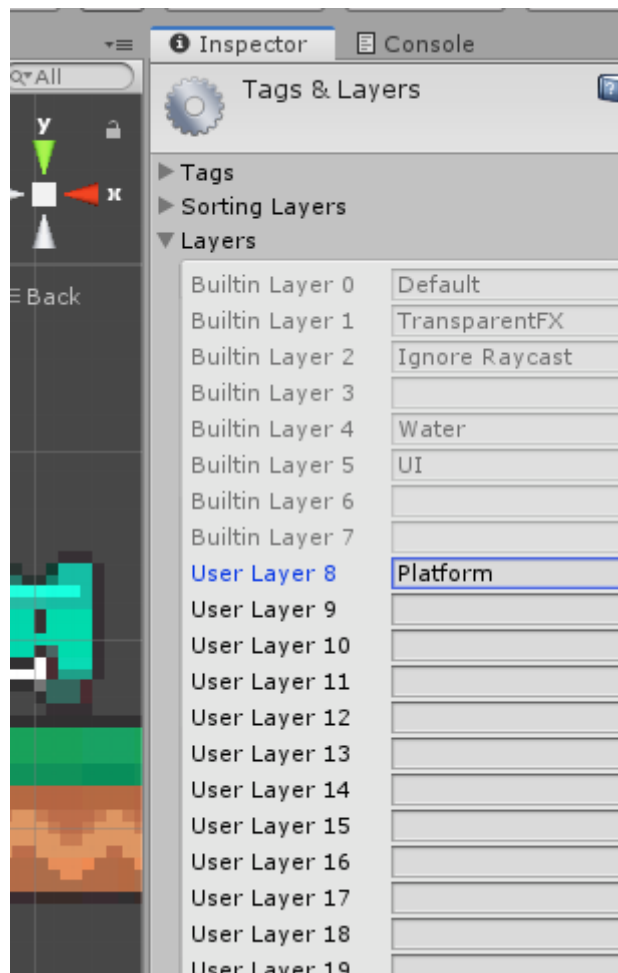 Inspector Console
All
Tags & Layers
y
x
Tags
Sorting Layers
Layers
Back
Builtin Layer 0 Default
Builtin Layer 1 TransparentFX
Builtin Layer 2 Ignore Raycast
Builtin Layer 3
Builtin Layer 4 Water
Builtin Layer 5 UI
Builtin Layer 6
Builtin Layer 7
User Layer 8 Platform
User Layer 9
User Layer 10
User Layer 11
User Layer 12
User Layer 13
User Layer 14
User Layer 15
User Layer 16
User Layer 17
User Layer 18
User Layer 19